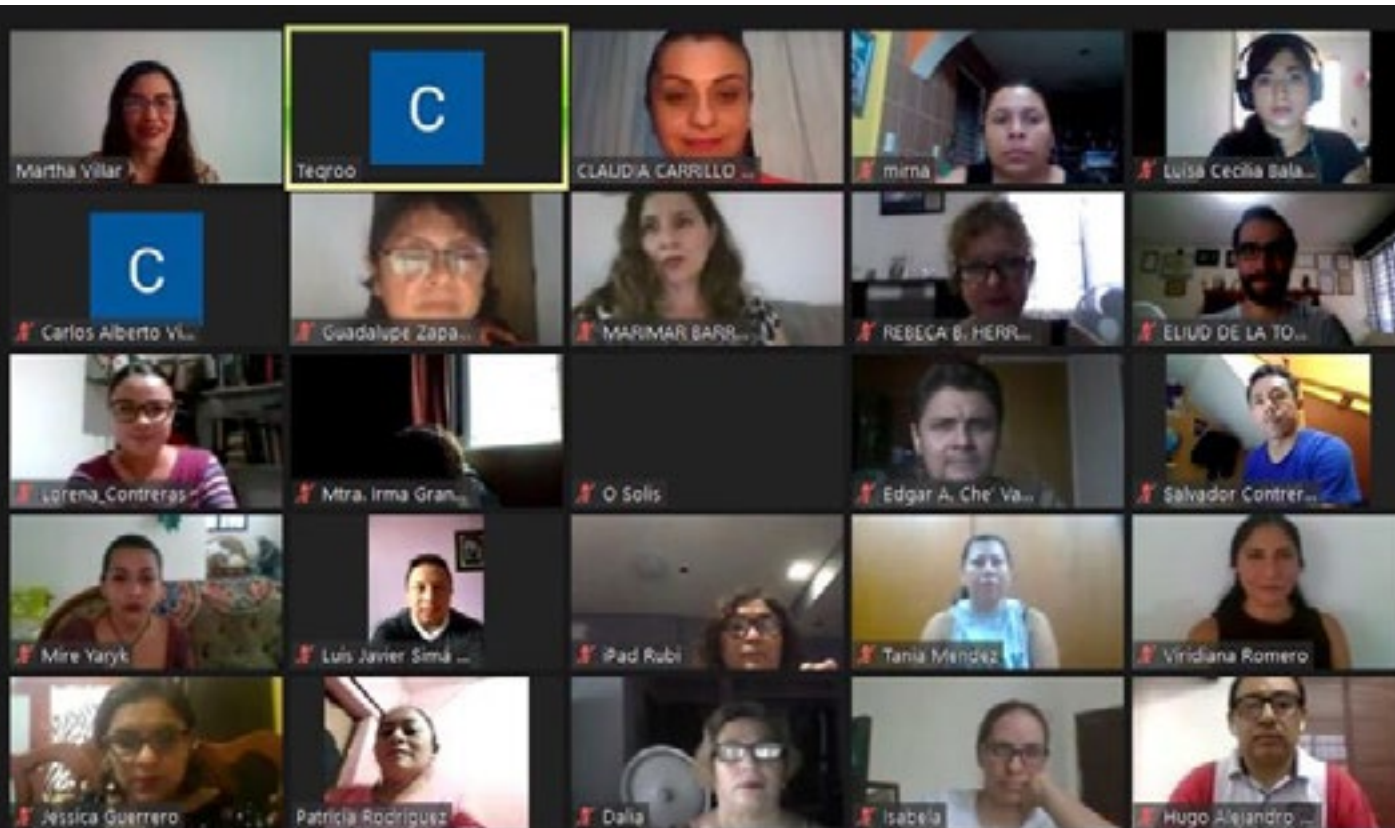 Martha Villar
C
Teqroo
CLAUDIA CARRILLO ...
mirna
Luisa Cecilia Bala...
C
Carlos Alberto Vi...
Guadalupe Zapa...
MARIMAR BARR...
REBECA B. HERR...
ELIUD DE LA TO...
Lorena_Contreras
Mtra. Irma Gran...
O Solis
Edgar A. Che' Va...
Salvador Contrer...
Mire Yaryk
Luis Javier Simá ...
iPad Rubi
Tania Mendez
Viridiana Romero
Jessica Guerrero
Patricia Rodriguez
Dalia
Isabela
Hugo Alejandro ...